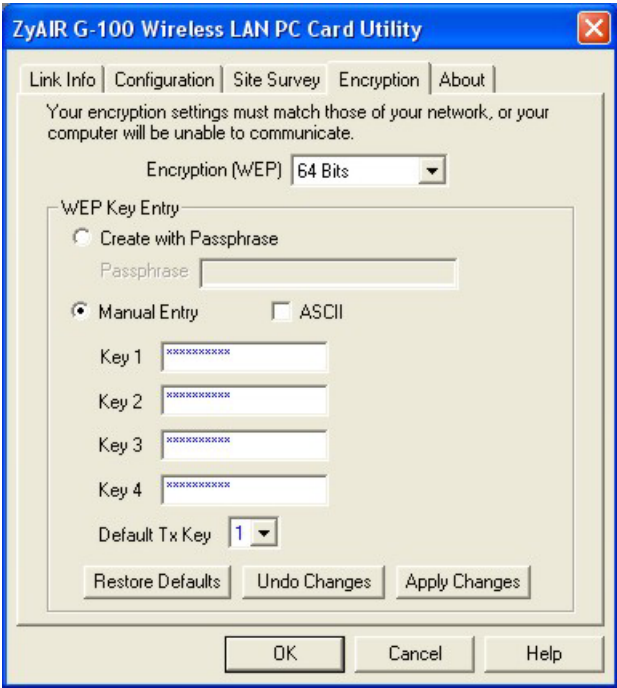 ZyAIR G-100 Wireless LAN PC Card Utility
Link Info Configuration Site Survey Encryption About
Your encryption settings must match those of your network, or your
computer will be unable to communicate.
Encryption (WEP) 64 Bits
WEP Key Entry
Create with Passphrase
Passphrase
Manual Entry ASCII
Key 1 **********
Key 2 **********
Key 3 **********
Key 4 **********
Default Tx Key 1
Restore Defaults Undo Changes Apply Changes
OK Cancel Help